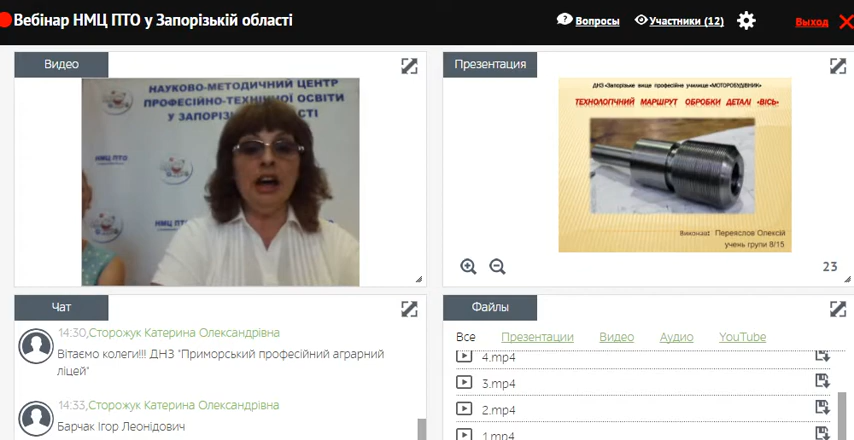 Вебінар НМЦ ПТО у Запорізькій області
Вопросы
Участники (12)
Выход
Видео
НАУКОВО-МЕТОДИЧНИЙ ЦЕНТР
ПРОФЕСІЙНО-ТЕХНІЧНОЇ ОСВІТИ
У ЗАПОРІЗЬКІЙ ОБЛАСТІ
НМЦ ПТО
НМЦ ПТО
Презентация
ДНЗ «Запорізьке вище професійне училище «МОТОРОБУДІВНИК»
ТЕХНОЛОГІЧНИЙ МАРШРУТ ОБРОБКИ ДЕТАЛІ «ВІСЬ»
Виконав: Переяслов Олексій
учень групи 8/15
23
Чат
14:30,Сторожук Катерина Олександрівна
Вітаємо колеги!!! ДНЗ "Приморський професійний аграрний
ліцей"
14:33,Сторожук Катерина Олександрівна
Барчак Ігор Леонідович
Файлы
Все
Презентации
Видео
Аудио
YouTube
4.mp4
3.mp4
2.mp4
1.mp4